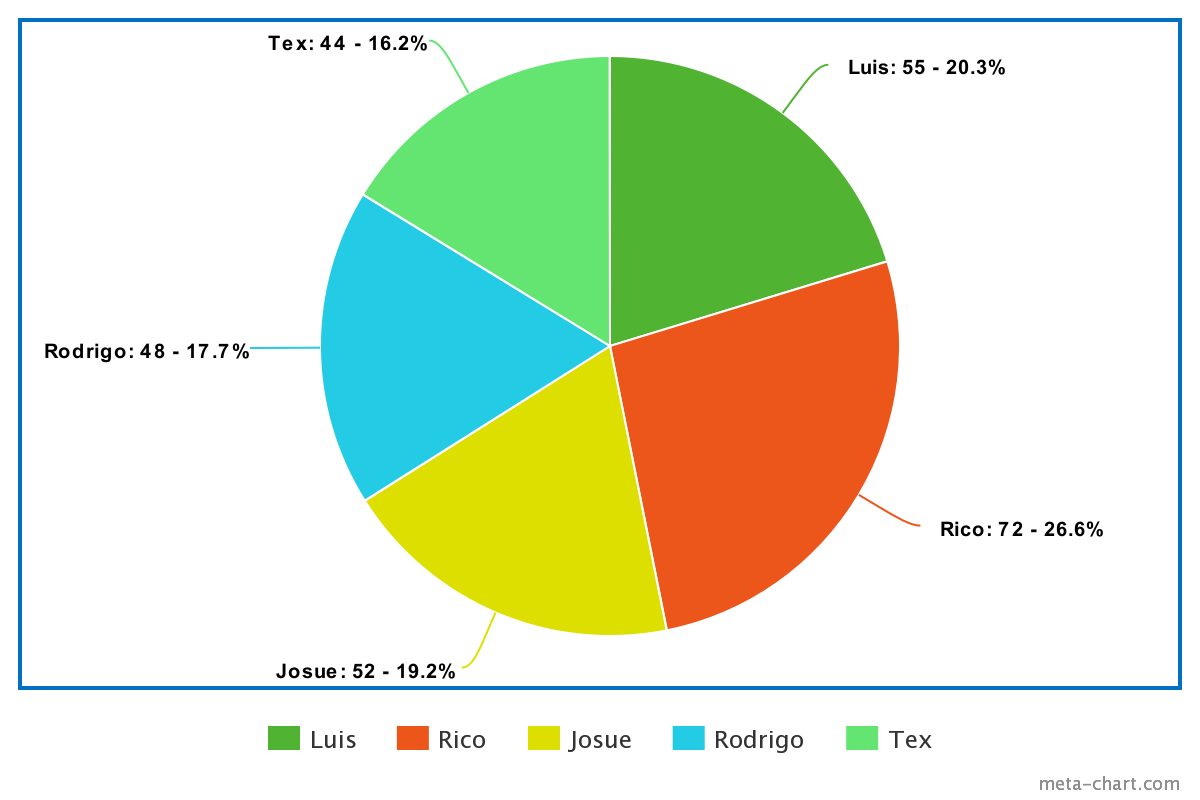 Tex: 44 - 16.2%
Luis: 55 - 20.3%
Rodrigo: 48 - 17.7%
Rico: 72 - 26.6%
Josue: 52 - 19.2%
Luis Rico Josue Rodrigo Tex
meta-chart.com